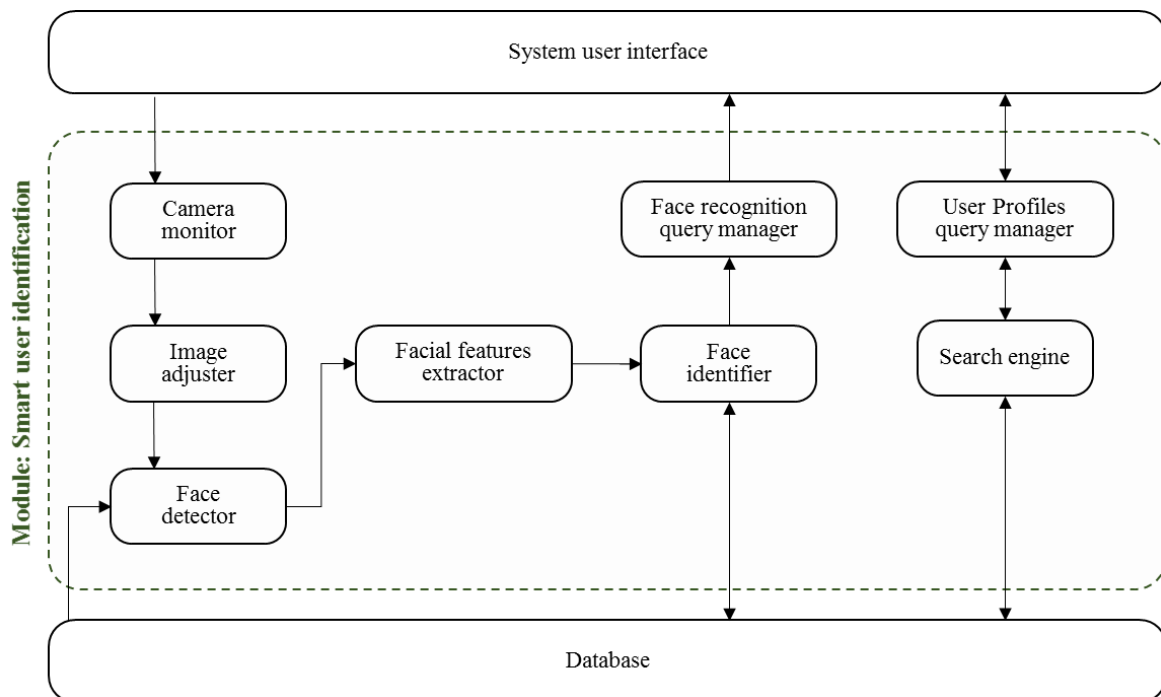 System user interface
Module: Smart user identification
Camera
monitor
Face recognition
query manager
User Profiles
query manager
Image
adjuster
Facial features
extractor
Face
identifier
Search engine
Face
detector
Database